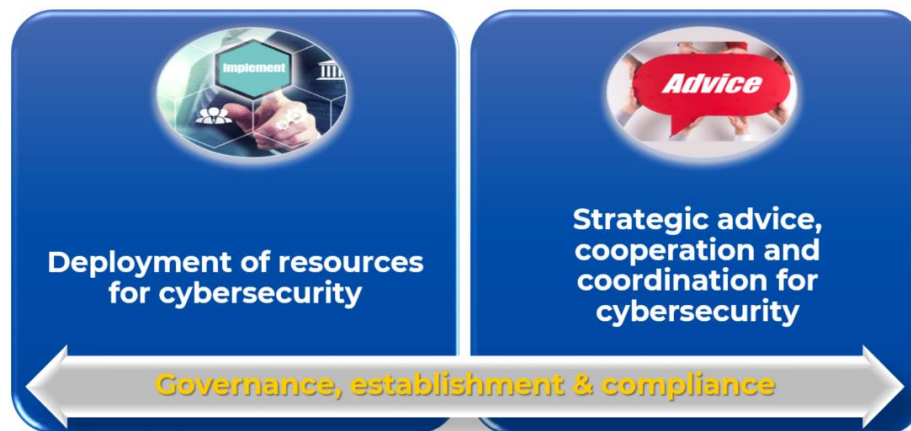 Implement
Advice
Deployment of resources
for cybersecurity
Strategic advice,
cooperation and
coordination for
cybersecurity
Governance, establishment & compliance